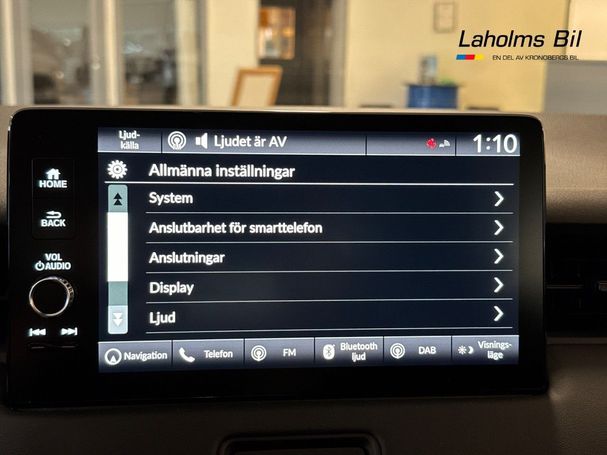 Laholms Bil
EN DEL AV KRONOBERGS BIL
Ljud-
källa
Ljudet är AV
1:10
HOME
BACK
VOL
AUDIO
Allmänna inställningar
System
Anslutbarhet för smarttelefon
Anslutningar
Display
Ljud
Navigation
Telefon
FM
Bluetooth
ljud
DAB
Visnings-
läge